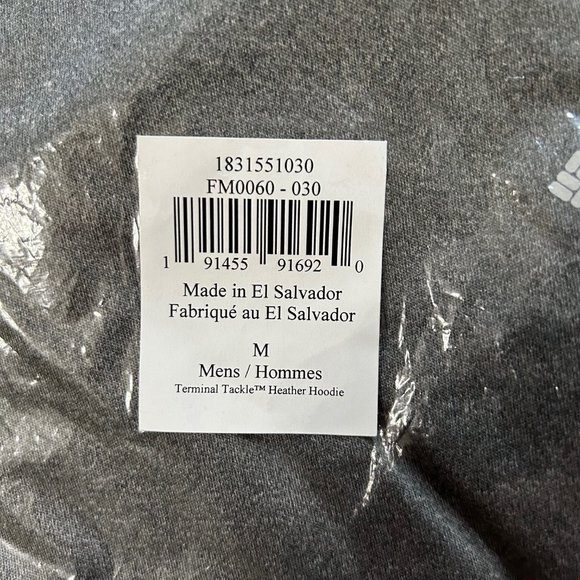 1831551030
FM0060 - 030
1 91455 91692 0
Made in El Salvador
Fabriqué au El Salvador
M
Mens / Hommes
Terminal Tackle™ Heather Hoodie